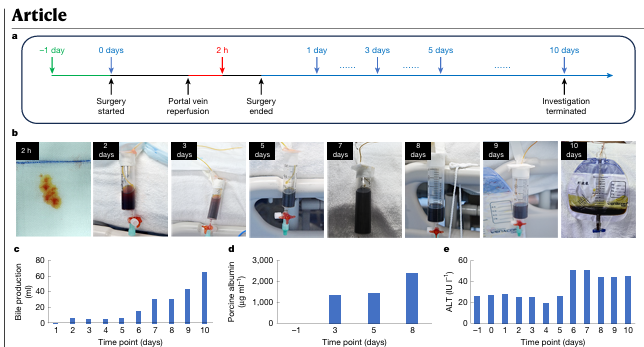 Article
a
−1 day 0 days 2 h 1 day 3 days 5 days 10 days
...... ...... ......
Surgery started Portal vein reperfusion Surgery ended Investigation terminated
b
2 h 2 days 3 days 5 days 7 days 8 days 9 days 10 days
c
Bile production (ml)
80
60
40
20
0
1 2 3 4 5 6 7 8 9 10
Time point (days)
d
Porcine albumin (µg ml⁻¹)
3,000
2,000
1,000
0
−1 3 5 8
Time point (days)
e
ALT (IU l⁻¹)
60
40
20
0
−1 0 1 2 3 4 5 6 7 8 9 10
Time point (days)